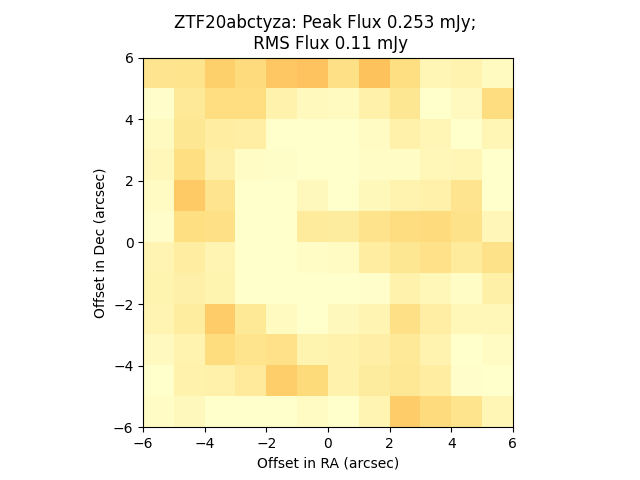 ZTF20abctyza: Peak Flux 0.253 mJy;
RMS Flux 0.11 mJy
6
4
2
0
−2
−4
−6
Offset in Dec (arcsec)
−6 −4 −2 0 2 4 6
Offset in RA (arcsec)